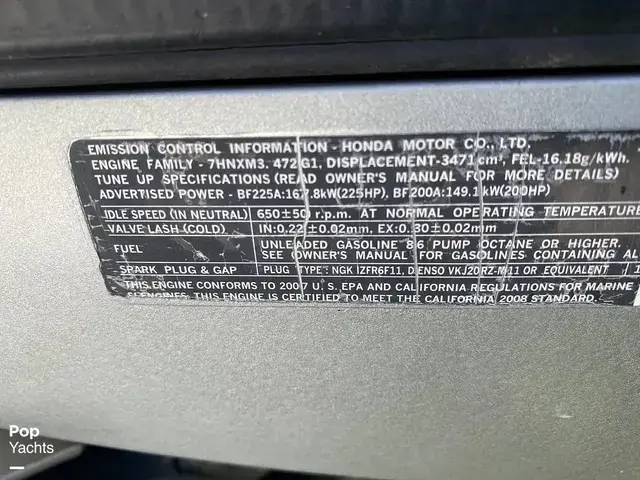 EMISSION CONTROL INFORMATION - HONDA MOTOR CO., LTD.
ENGINE FAMILY - 7HNXM3. 472G1, DISPLACEMENT-3471cm³, FEL-16.18g/kWh.
TUNE UP SPECIFICATIONS (READ OWNER'S MANUAL FOR MORE DETAILS)
ADVERTISED POWER - BF225A:167.8kW(225HP), BF200A:149.1kW(200HP)
IDLE SPEED (IN NEUTRAL) 650±50 r.p.m. AT NORMAL OPERATING TEMPERATURE
VALVE LASH (COLD) IN:0.22±0.02mm, EX:0.30±0.02mm
FUEL UNLEADED GASOLINE 86 PUMP OCTANE OR HIGHER.
SEE OWNER'S MANUAL FOR GASOLINES CONTAINING AL
SPARK PLUG & GAP PLUG TYPE: NGK IZFR6F11, DENSO VKJ20RZ-M11 OR EQUIVALENT
THIS ENGINE CONFORMS TO 2007 U.S. EPA AND CALIFORNIA REGULATIONS FOR MARINE
SI ENGINES. THIS ENGINE IS CERTIFIED TO MEET THE CALIFORNIA 2008 STANDARD.
Pop
Yachts